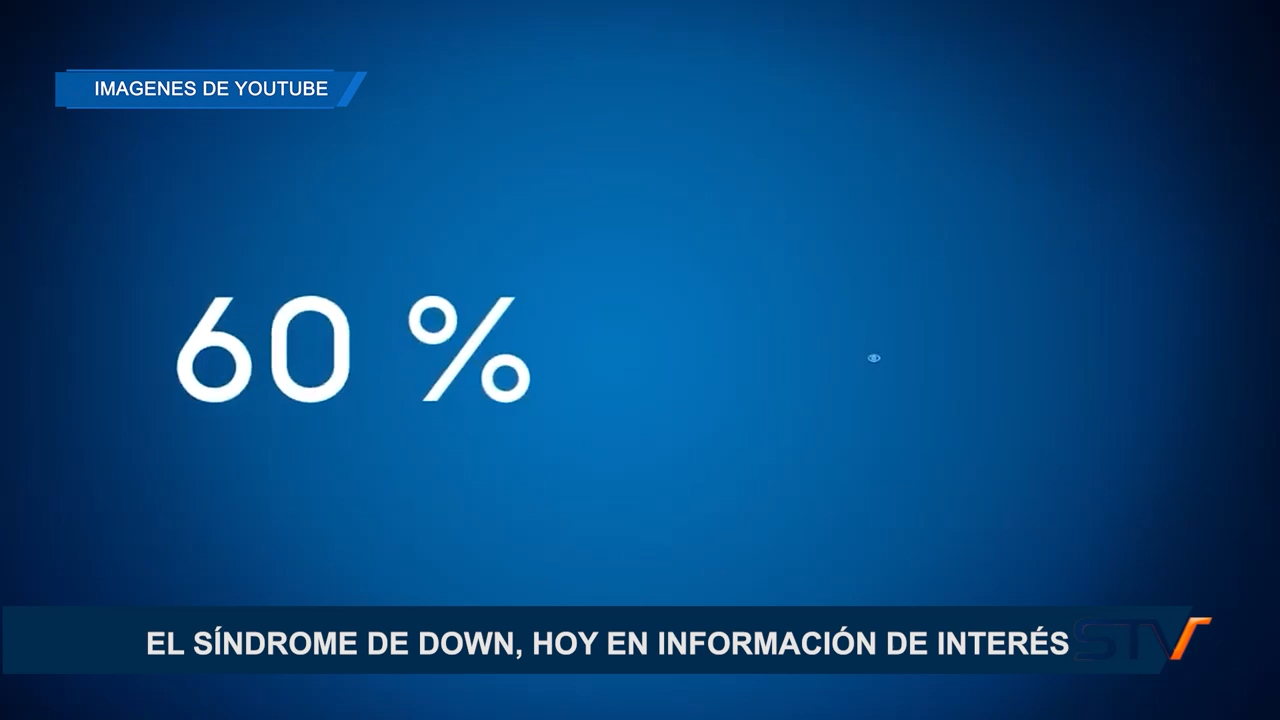 IMAGENES DE YOUTUBE
60 %
EL SÍNDROME DE DOWN, HOY EN INFORMACIÓN DE INTERÉS
STV